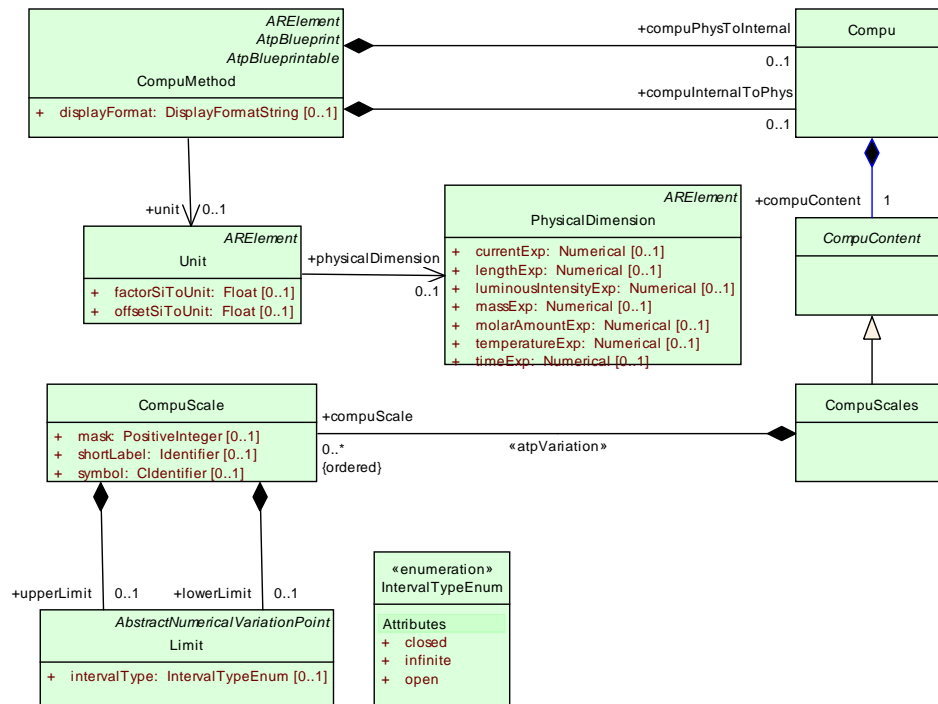 ARElement
AtpBlueprint
AtpBlueprintable
CompuMethod
+ displayFormat: DisplayFormatString [0..1]
+compuPhysToInternal
0..1
+compuInternalToPhys
0..1
Compu
+compuContent 1
CompuContent
+unit 0..1
ARElement
Unit
+ factorSiToUnit: Float [0..1]
+ offsetSiToUnit: Float [0..1]
+physicalDimension
0..1
ARElement
PhysicalDimension
+ currentExp: Numerical [0..1]
+ lengthExp: Numerical [0..1]
+ luminousIntensityExp: Numerical [0..1]
+ massExp: Numerical [0..1]
+ molarAmountExp: Numerical [0..1]
+ temperatureExp: Numerical [0..1]
+ timeExp: Numerical [0..1]
CompuScale
+ mask: PositiveInteger [0..1]
+ shortLabel: Identifier [0..1]
+ symbol: CIdentifier [0..1]
+compuScale
0..*
{ordered}
«atpVariation»
CompuScales
+upperLimit 0..1
+lowerLimit 0..1
AbstractNumericalVariationPoint
Limit
+ intervalType: IntervalTypeEnum [0..1]
«enumeration»
IntervalTypeEnum
Attributes
+ closed
+ infinite
+ open